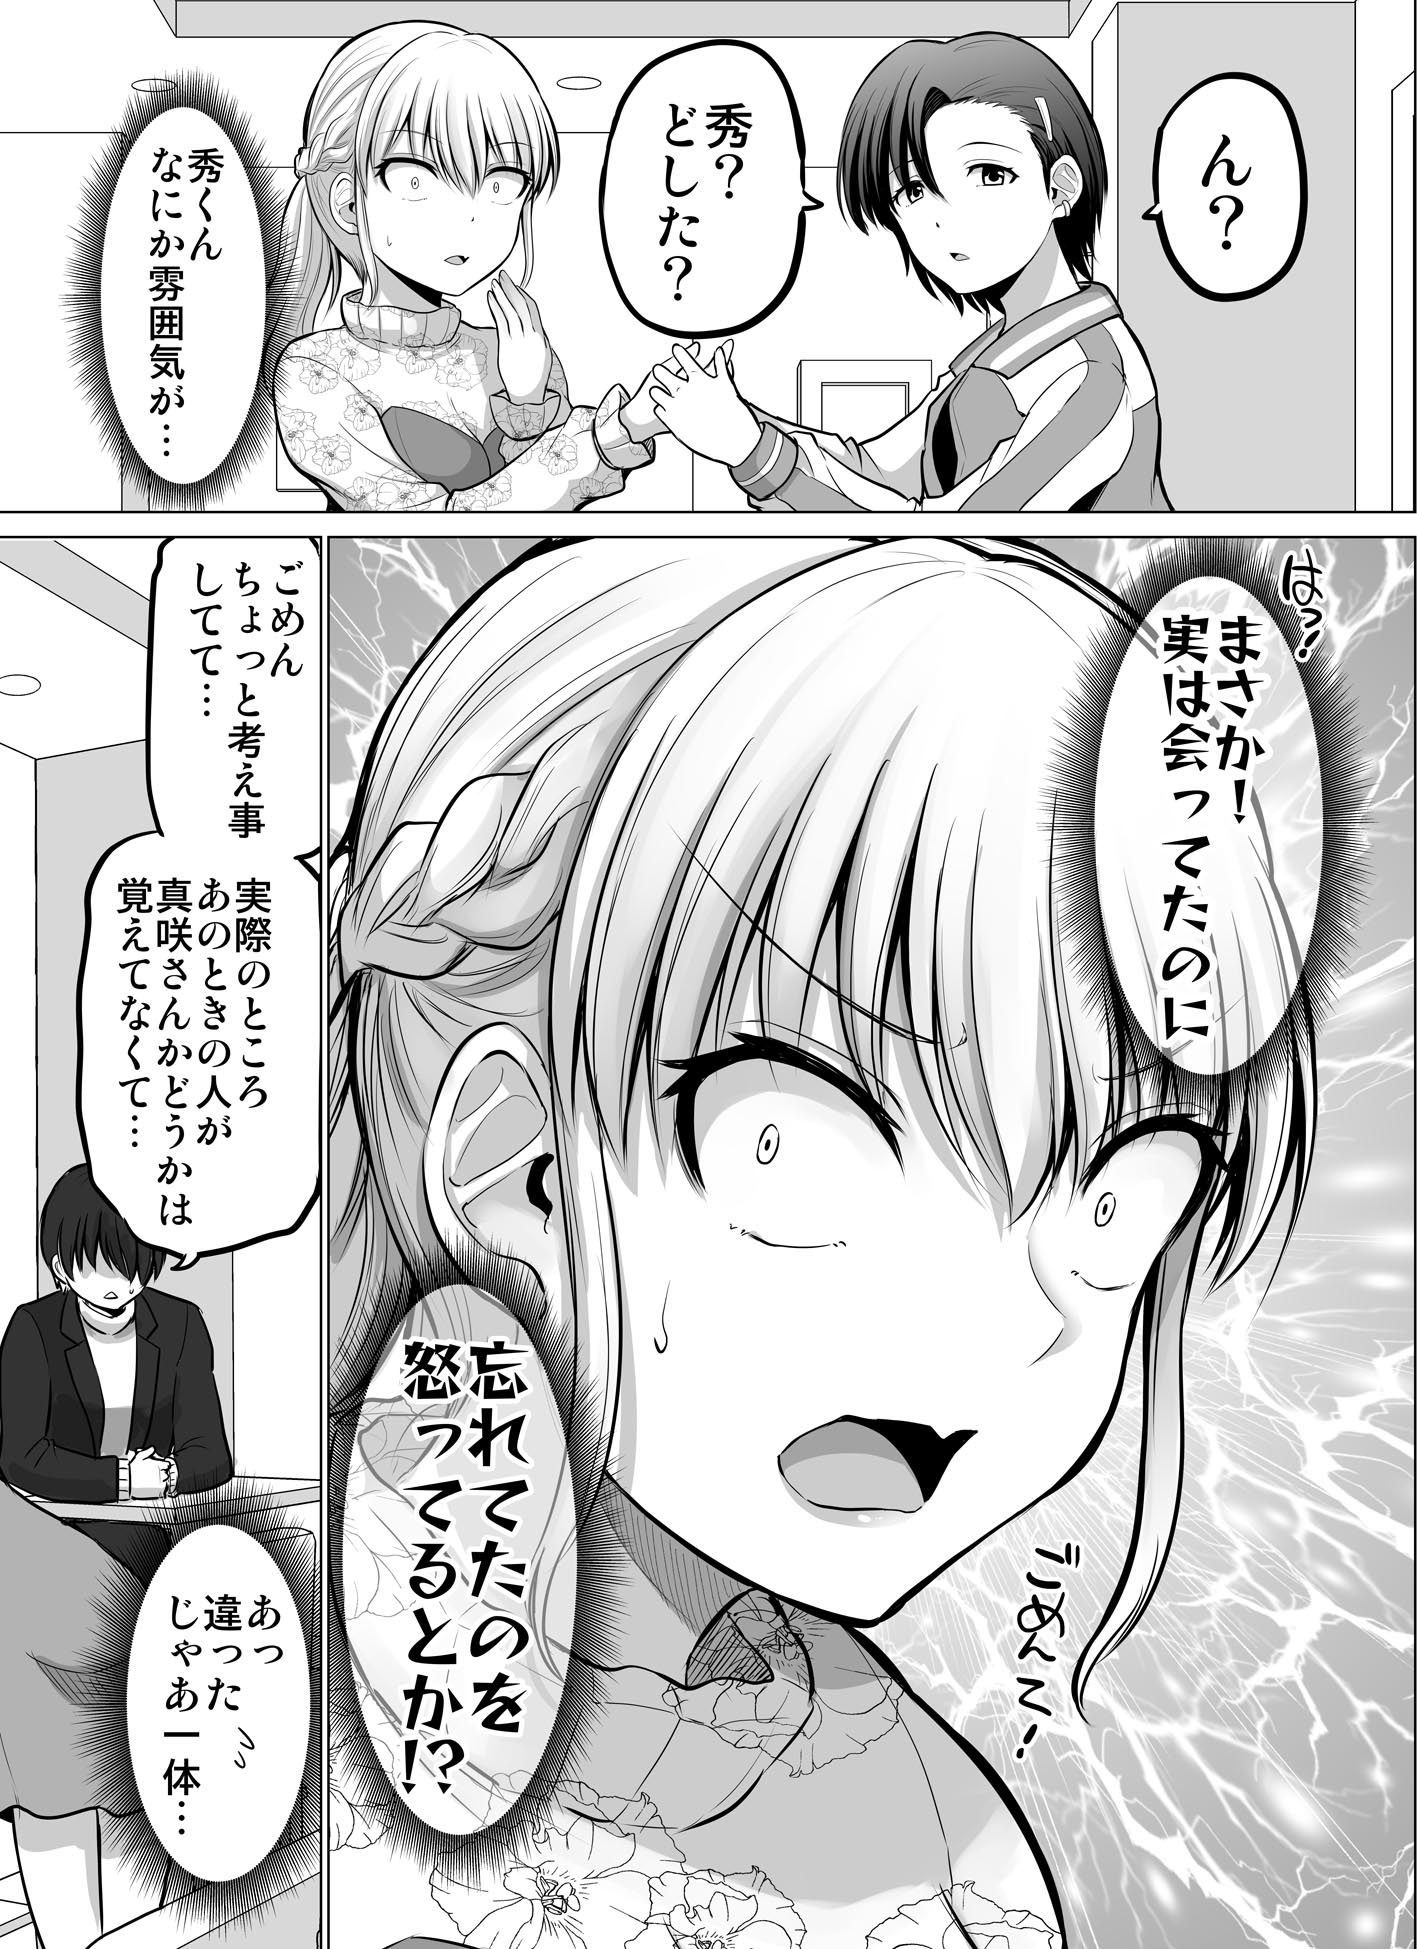 ん？
秀？
どした？
秀くん
なにか雰囲気が…
はっ！
まさか！
実は会ってたのに
忘れてたのを
怒ってるとか!?
ごめんて！
ごめん
ちょっと考え事
してて…
実際のところ
あのときの人が
真咲さんかどうかは
覚えてなくて…
あっ
違った
じゃあ一体…